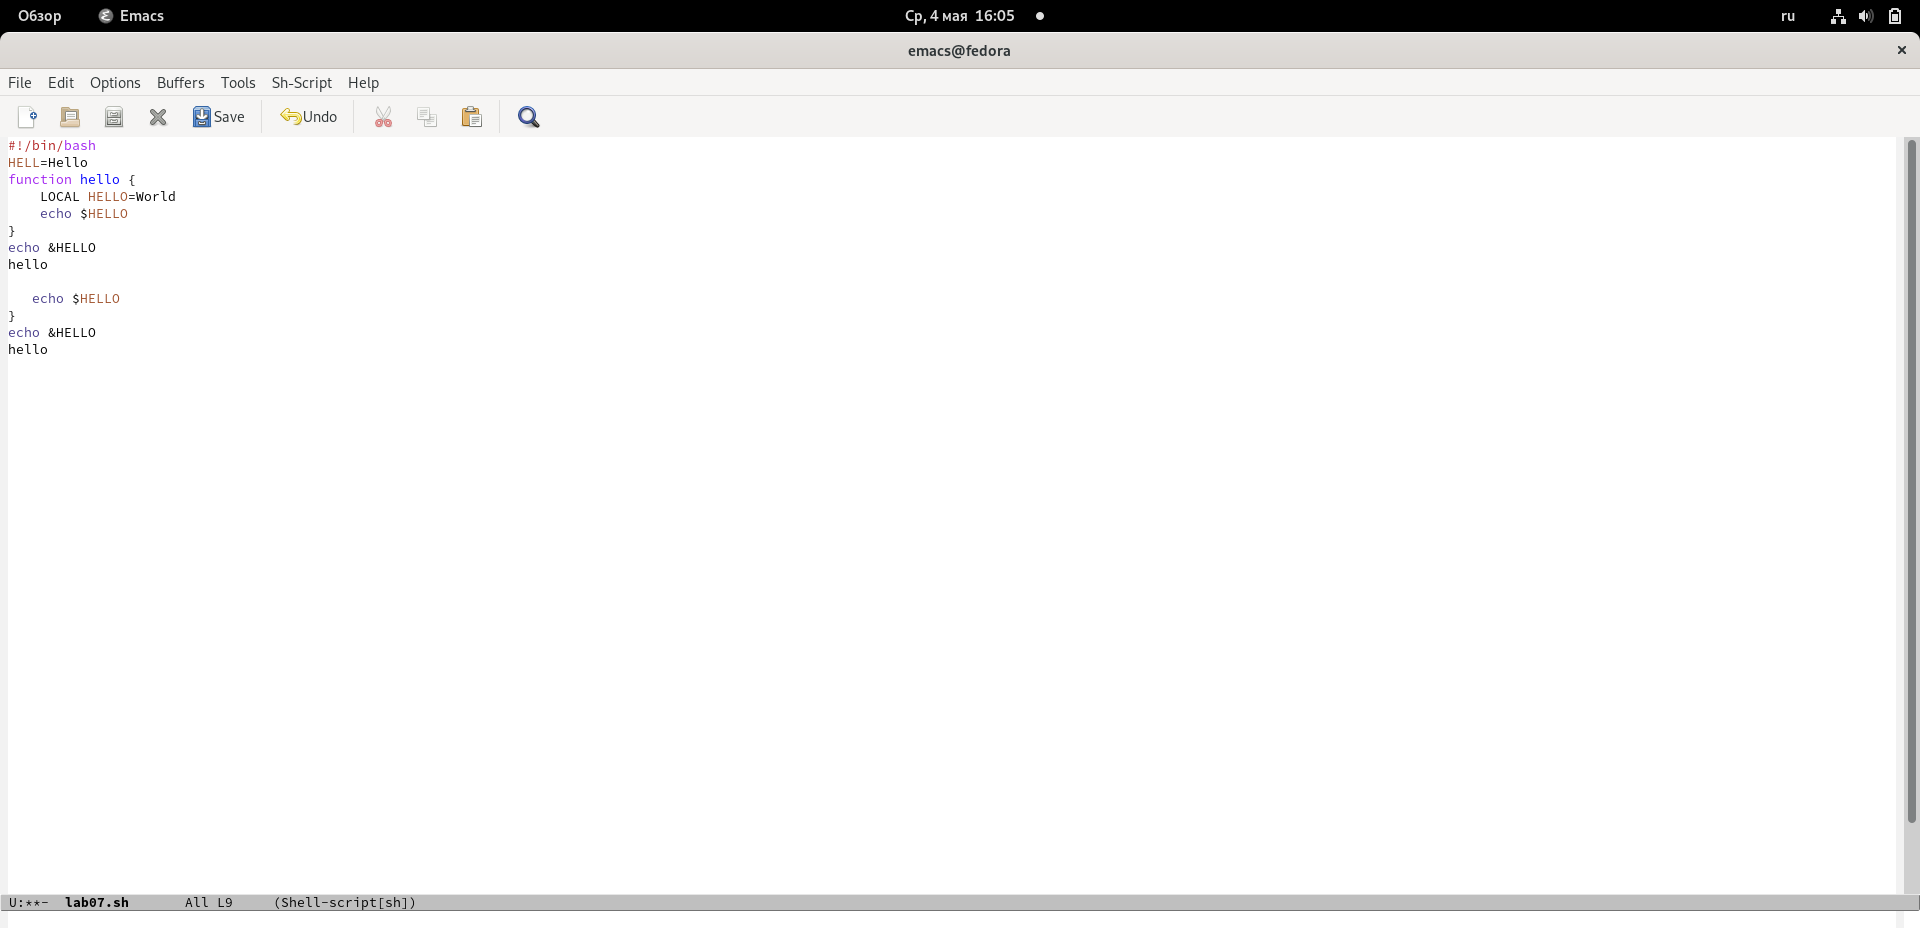 Обзор Emacs Ср, 4 мая 16:05 ru
emacs@fedora
File Edit Options Buffers Tools Sh-Script Help
Save Undo
#!/bin/bash
HELL=Hello
function hello {
    LOCAL HELLO=World
    echo $HELLO
}
echo &HELLO
hello

   echo $HELLO
}
echo &HELLO
hello
U:**-  lab07.sh       All L9     (Shell-script[sh])